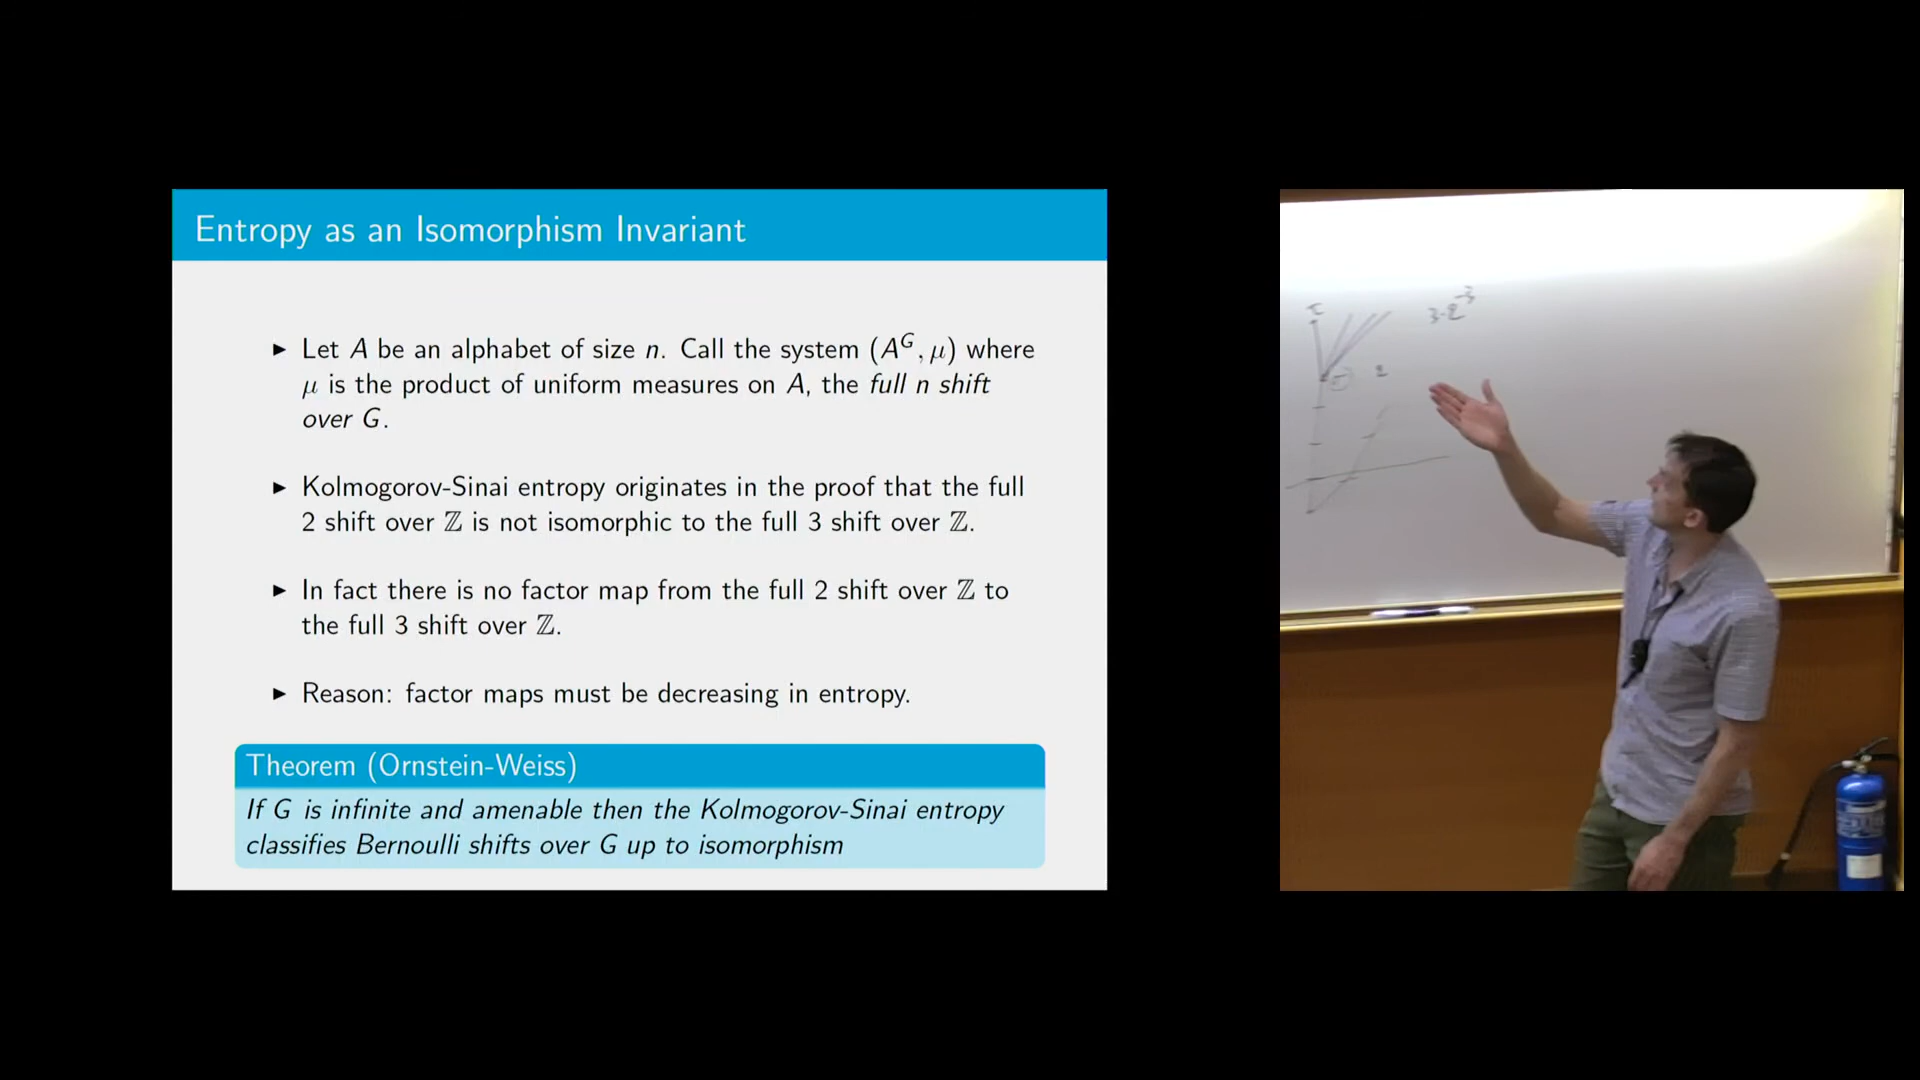 Entropy as an Isomorphism Invariant
▶ Let A be an alphabet of size n. Call the system (A^G, μ) where
μ is the product of uniform measures on A, the full n shift
over G.
▶ Kolmogorov-Sinai entropy originates in the proof that the full
2 shift over ℤ is not isomorphic to the full 3 shift over ℤ.
▶ In fact there is no factor map from the full 2 shift over ℤ to
the full 3 shift over ℤ.
▶ Reason: factor maps must be decreasing in entropy.
Theorem (Ornstein-Weiss)
If G is infinite and amenable then the Kolmogorov-Sinai entropy
classifies Bernoulli shifts over G up to isomorphism
3·2^-3